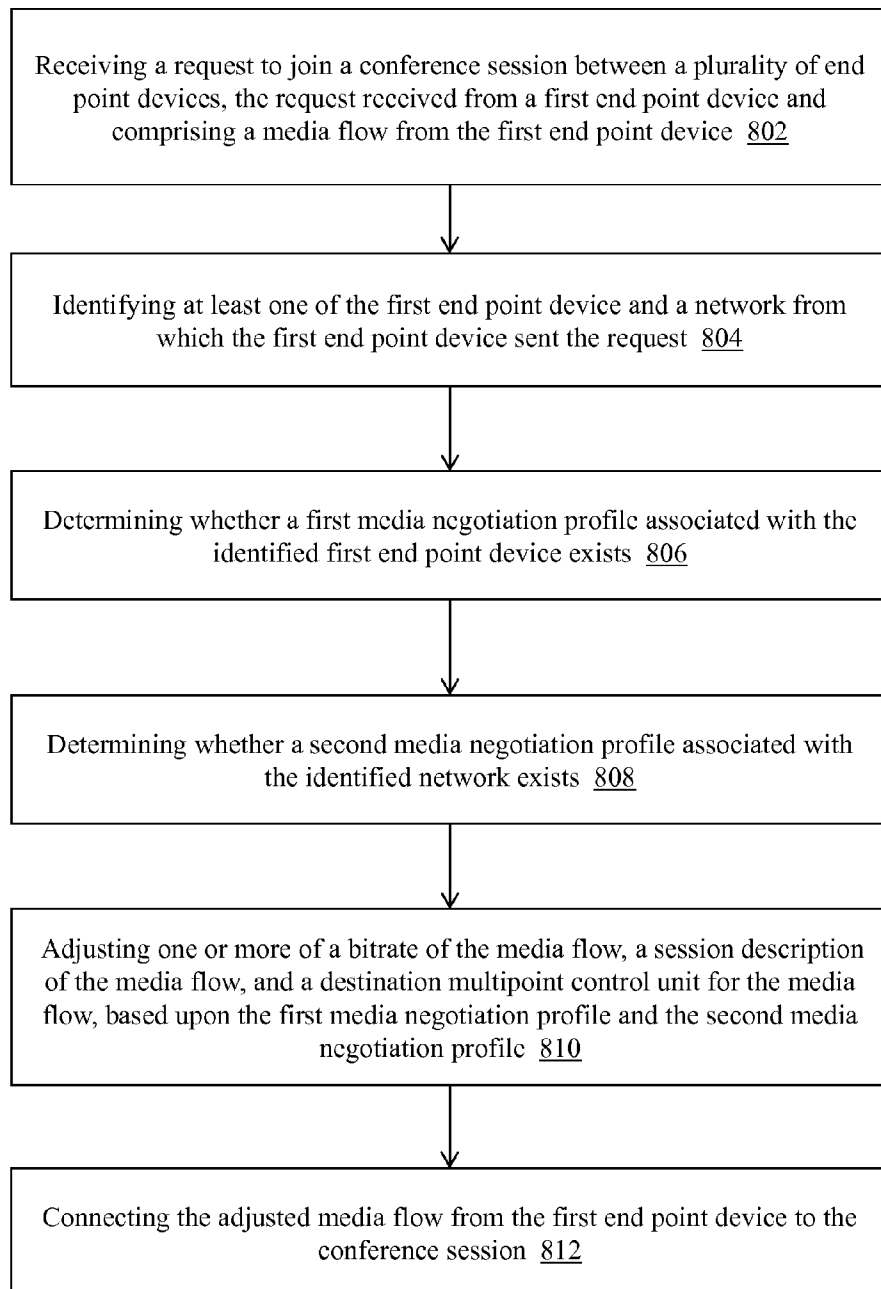 Receiving a request to join a conference session between a plurality of end
point devices, the request received from a first end point device and
comprising a media flow from the first end point device 802
Identifying at least one of the first end point device and a network from
which the first end point device sent the request 804
Determining whether a first media negotiation profile associated with the
identified first end point device exists 806
Determining whether a second media negotiation profile associated with
the identified network exists 808
Adjusting one or more of a bitrate of the media flow, a session description
of the media flow, and a destination multipoint control unit for the media
flow, based upon the first media negotiation profile and the second media
negotiation profile 810
Connecting the adjusted media flow from the first end point device to the
conference session 812